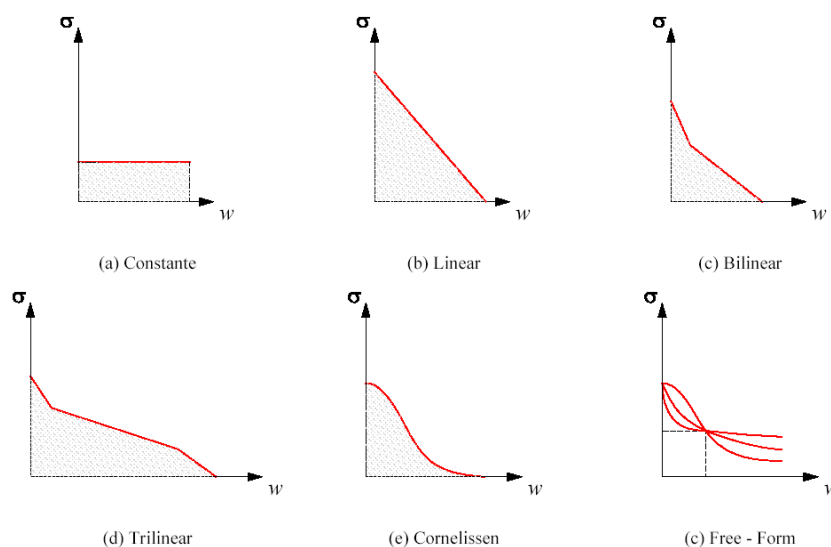 σ
w
(a) Constante
σ
w
(b) Linear
σ
w
(c) Bilinear
σ
w
(d) Trilinear
σ
w
(e) Cornelissen
σ
(c) Free - Form